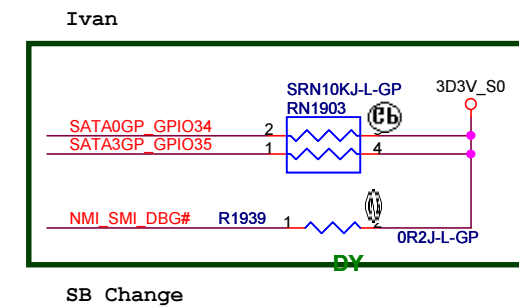 Ivan
SRN10KJ-L-GP
3D3V_S0
RN1903
SATA0GP_GPIO34
2
SATA3GP_GPIO35
1
4
NMI_SMI_DBG#
R1939
1
2
0R2J-L-GP
DY
SB Change